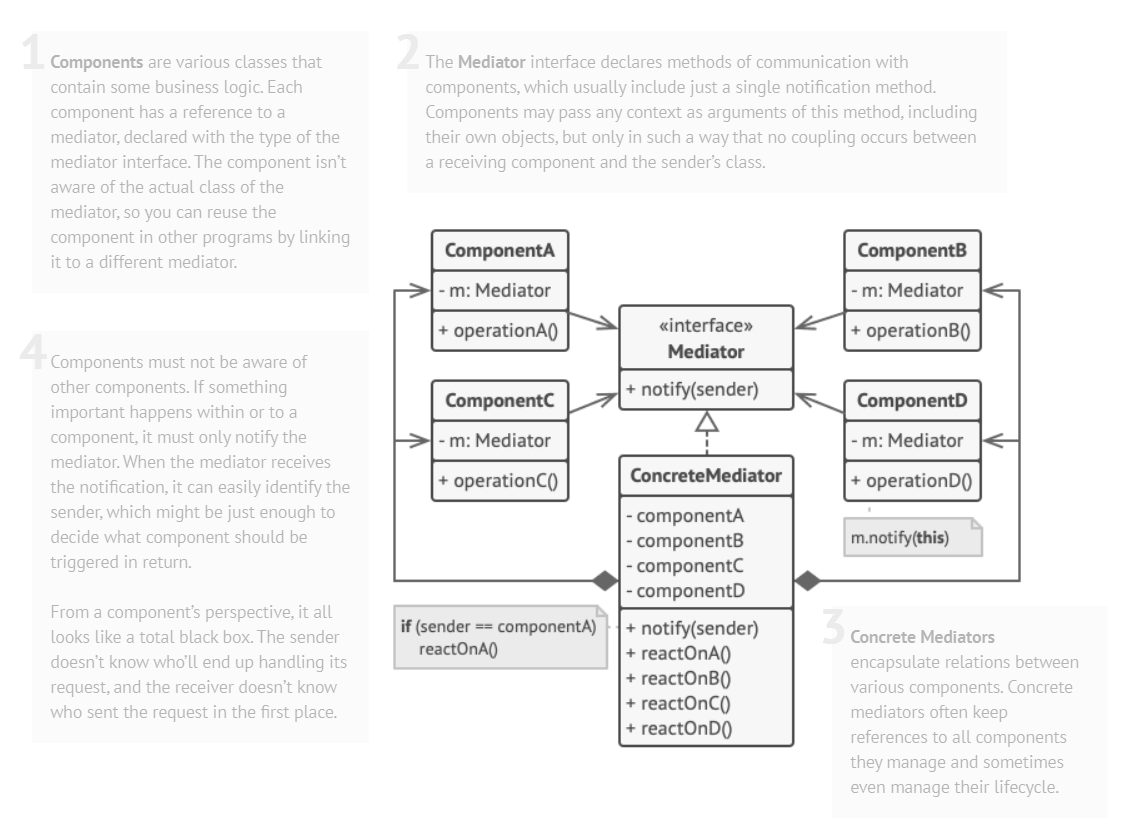 1
Components are various classes that
contain some business logic. Each
component has a reference to a
mediator, declared with the type of the
mediator interface. The component isn't
aware of the actual class of the
mediator, so you can reuse the
component in other programs by linking
it to a different mediator.
2
The Mediator interface declares methods of communication with
components, which usually include just a single notification method.
Components may pass any context as arguments of this method, including
their own objects, but only in such a way that no coupling occurs between
a receiving component and the sender's class.
ComponentA
- m: Mediator
+ operationA()
ComponentB
- m: Mediator
+ operationB()
«interface»
Mediator
+ notify(sender)
ComponentC
- m: Mediator
+ operationC()
ComponentD
- m: Mediator
+ operationD()
m.notify(this)
ConcreteMediator
- componentA
- componentB
- componentC
- componentD
+ notify(sender)
+ reactOnA()
+ reactOnB()
+ reactOnC()
+ reactOnD()
if (sender == componentA)
reactOnA()
3
Concrete Mediators
encapsulate relations between
various components. Concrete
mediators often keep
references to all components
they manage and sometimes
even manage their lifecycle.
4
Components must not be aware of
other components. If something
important happens within or to a
component, it must only notify the
mediator. When the mediator receives
the notification, it can easily identify the
sender, which might be just enough to
decide what component should be
triggered in return.
From a component's perspective, it all
looks like a total black box. The sender
doesn't know who'll end up handling its
request, and the receiver doesn't know
who sent the request in the first place.